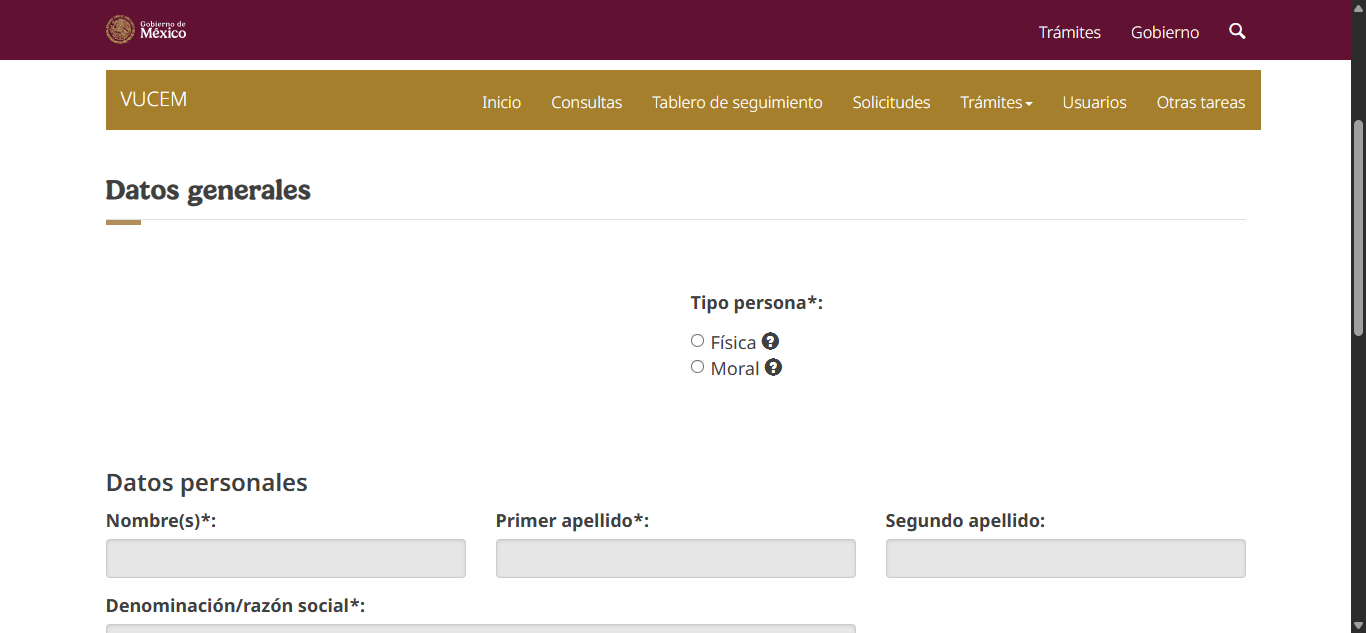 Gobierno de
México
Trámites
Gobierno
VUCEM
Inicio
Consultas
Tablero de seguimiento
Solicitudes
Trámites
Usuarios
Otras tareas
Datos generales
Tipo persona*:
Física
Moral
Datos personales
Nombre(s)*:
Primer apellido*:
Segundo apellido:
Denominación/razón social*: